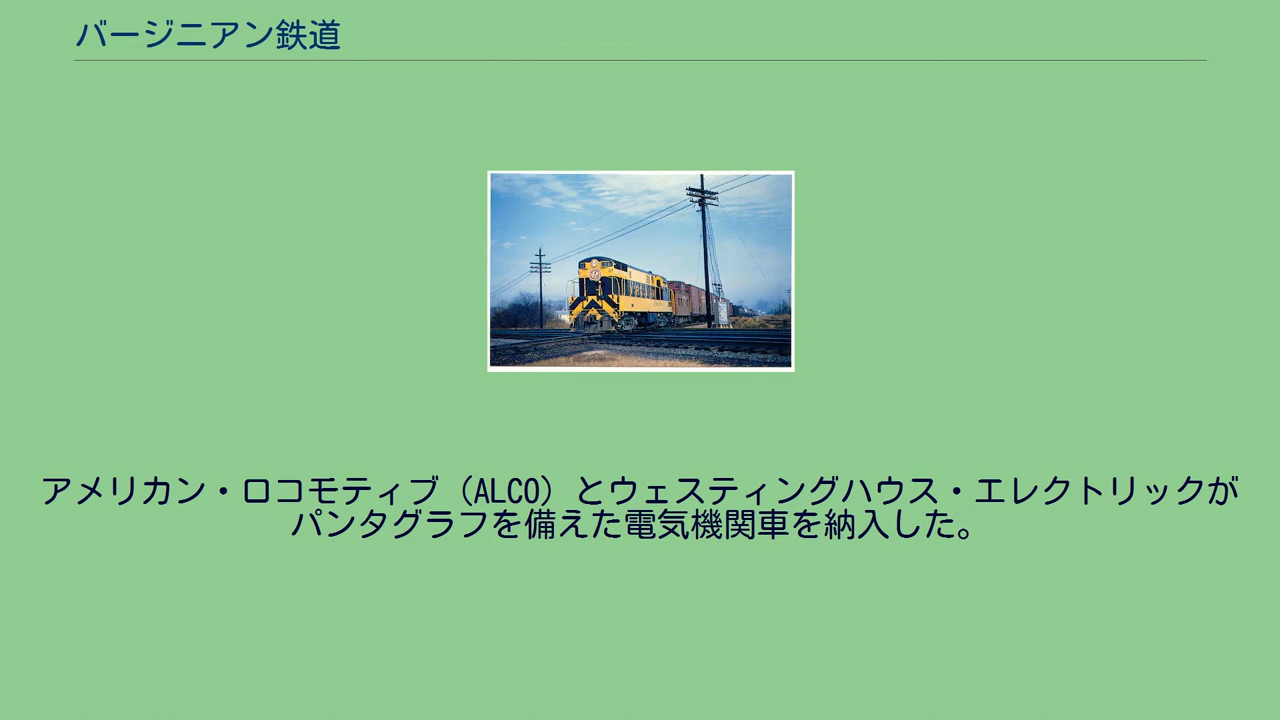 バージニアン鉄道
アメリカン・ロコモティブ（ALCO）とウェスティングハウス・エレクトリックが
パンタグラフを備えた電気機関車を納入した。